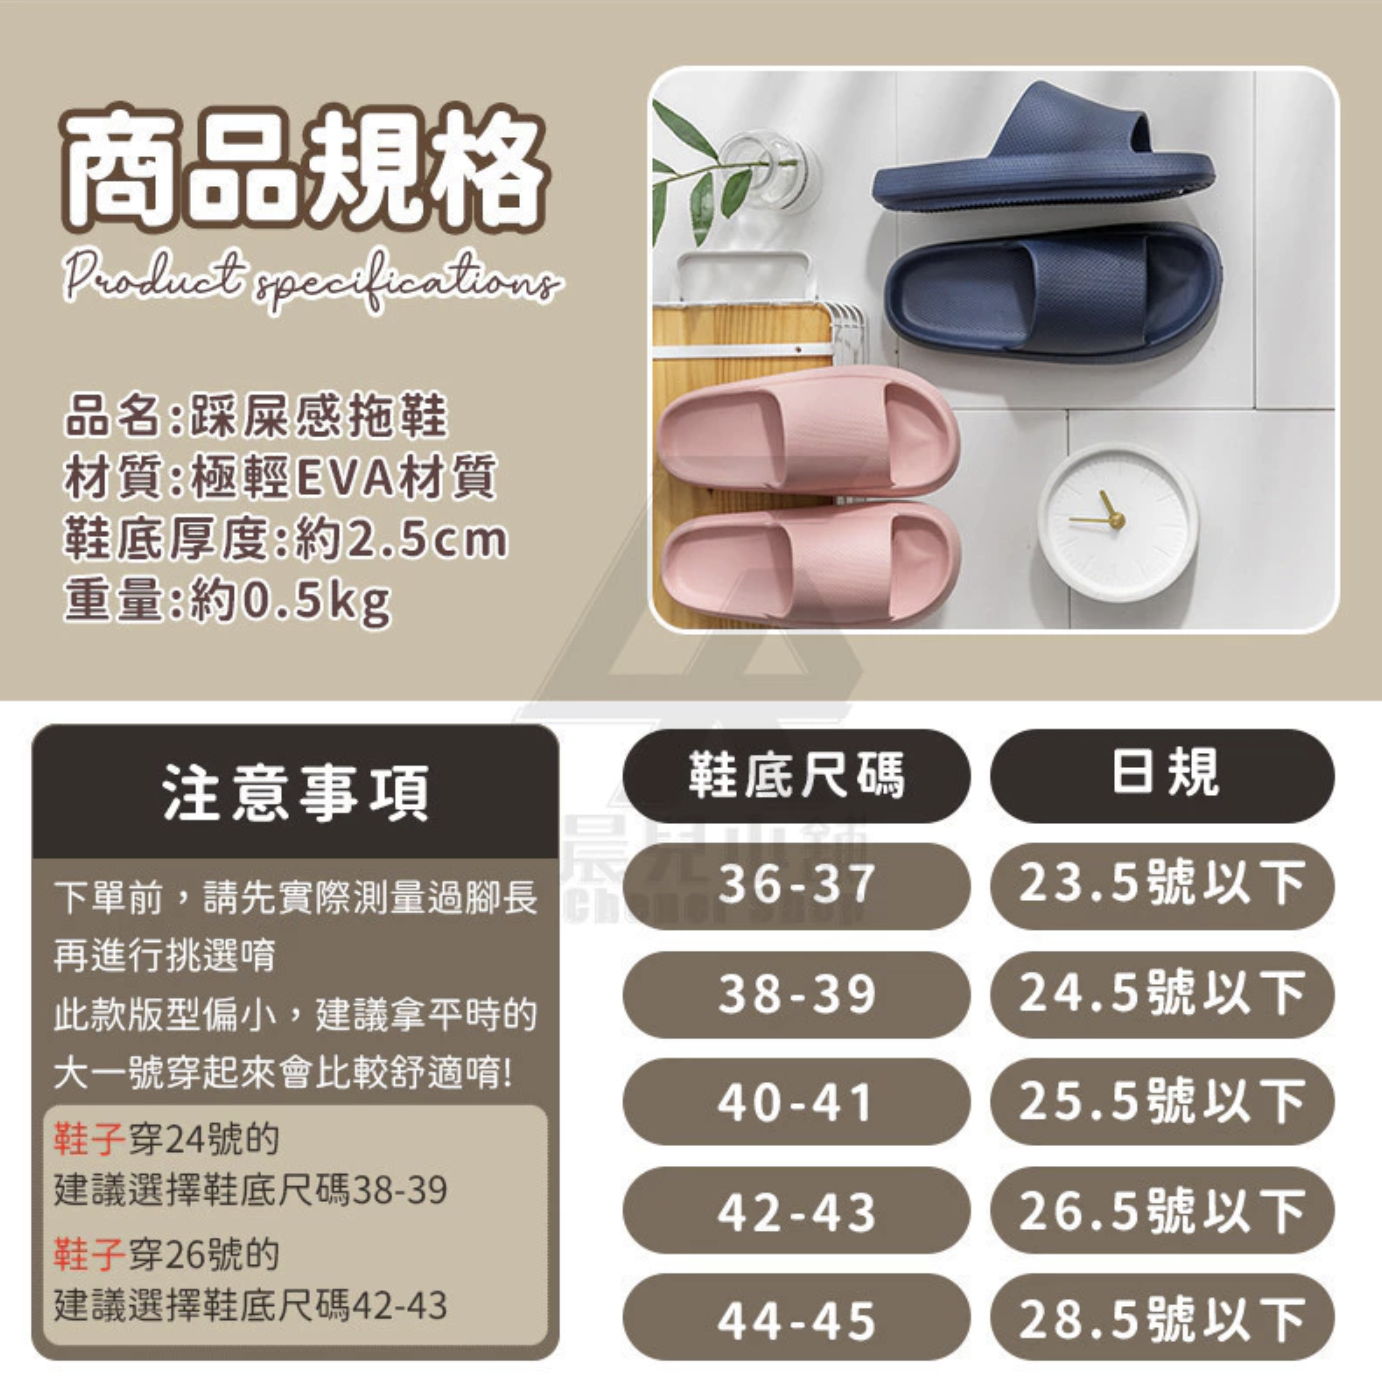 商品規格
Product specifications
品名:踩屎感拖鞋
材質:極輕EVA材質
鞋底厚度:約2.5cm
重量:約0.5kg
注意事項
下單前，請先實際測量過腳長
再進行挑選唷
此款版型偏小，建議拿平時的
大一號穿起來會比較舒適唷!
鞋子穿24號的
建議選擇鞋底尺碼38-39
鞋子穿26號的
建議選擇鞋底尺碼42-43
鞋底尺碼 日規
36-37 23.5號以下
38-39 24.5號以下
40-41 25.5號以下
42-43 26.5號以下
44-45 28.5號以下
晨兒小舖